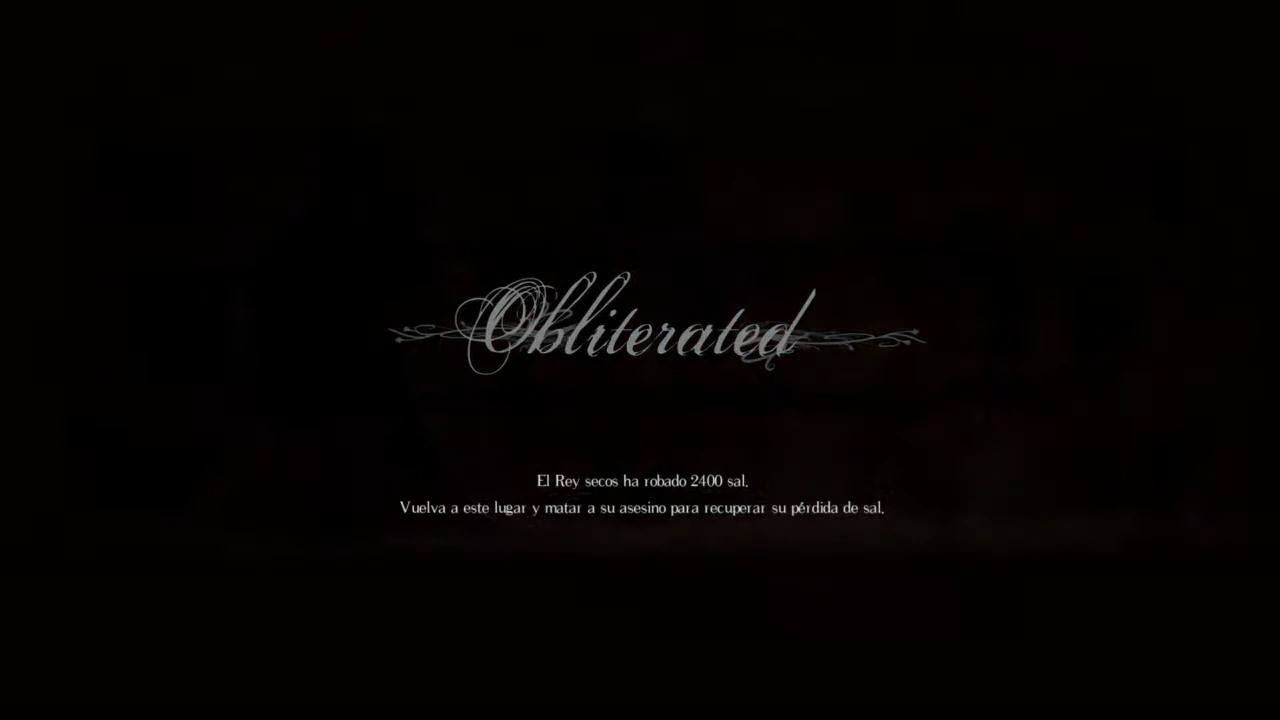 Obliterated
El Rey secos ha robado 2400 sal.
Vuelva a este lugar y matar a su asesino para recuperar su pérdida de sal.